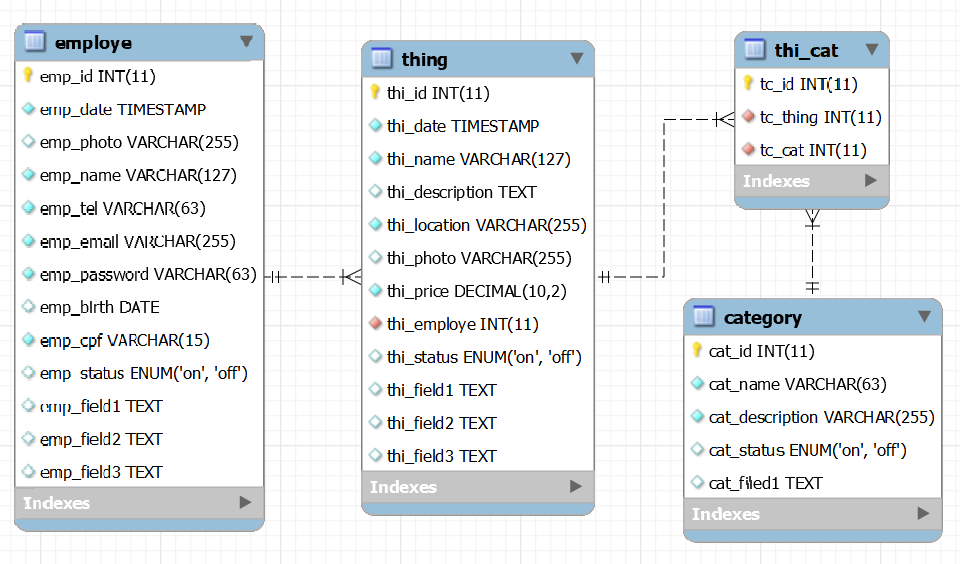 employe
emp_id INT(11)
emp_date TIMESTAMP
emp_photo VARCHAR(255)
emp_name VARCHAR(127)
emp_tel VARCHAR(63)
emp_email VARCHAR(255)
emp_password VARCHAR(63)
emp_birth DATE
emp_cpf VARCHAR(15)
emp_status ENUM('on', 'off')
emp_field1 TEXT
emp_field2 TEXT
emp_field3 TEXT
Indexes
thing
thi_id INT(11)
thi_date TIMESTAMP
thi_name VARCHAR(127)
thi_description TEXT
thi_location VARCHAR(255)
thi_photo VARCHAR(255)
thi_price DECIMAL(10,2)
thi_employe INT(11)
thi_status ENUM('on', 'off')
thi_field1 TEXT
thi_field2 TEXT
thi_field3 TEXT
Indexes
thi_cat
tc_id INT(11)
tc_thing INT(11)
tc_cat INT(11)
Indexes
category
cat_id INT(11)
cat_name VARCHAR(63)
cat_description VARCHAR(255)
cat_status ENUM('on', 'off')
cat_filed1 TEXT
Indexes